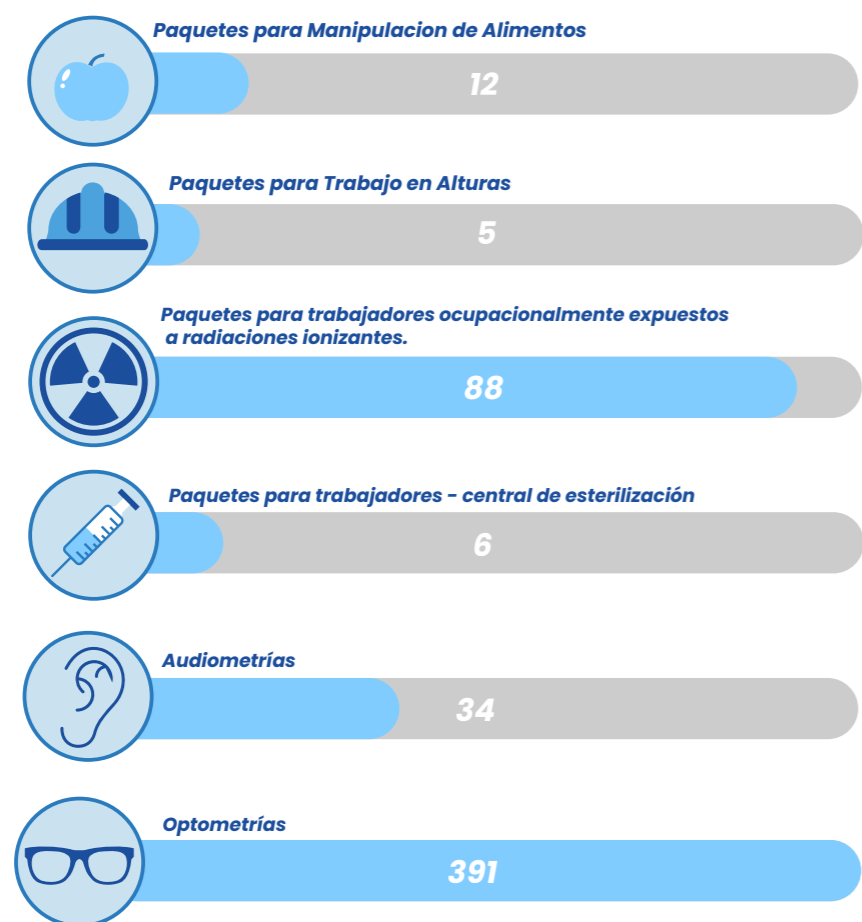 Paquetes para Manipulacion de Alimentos
12
Paquetes para Trabajo en Alturas
5
Paquetes para trabajadores ocupacionalmente expuestos
a radiaciones ionizantes.
88
Paquetes para trabajadores - central de esterilización
6
Audiometrías
34
Optometrías
391